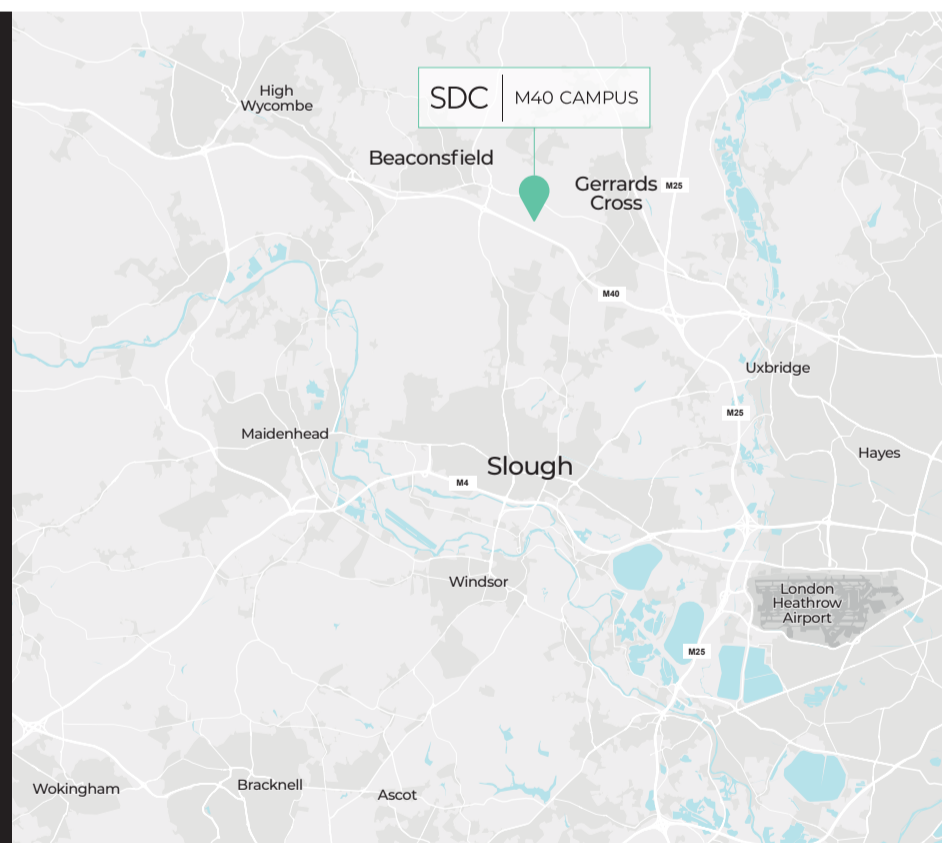 High
Wycombe
SDC M40 CAMPUS
Beaconsfield
Gerrards
Cross
M25
M40
Uxbridge
M25
Maidenhead
Hayes
Slough
M4
Windsor
London
Heathrow
Airport
M25
Wokingham
Bracknell
Ascot